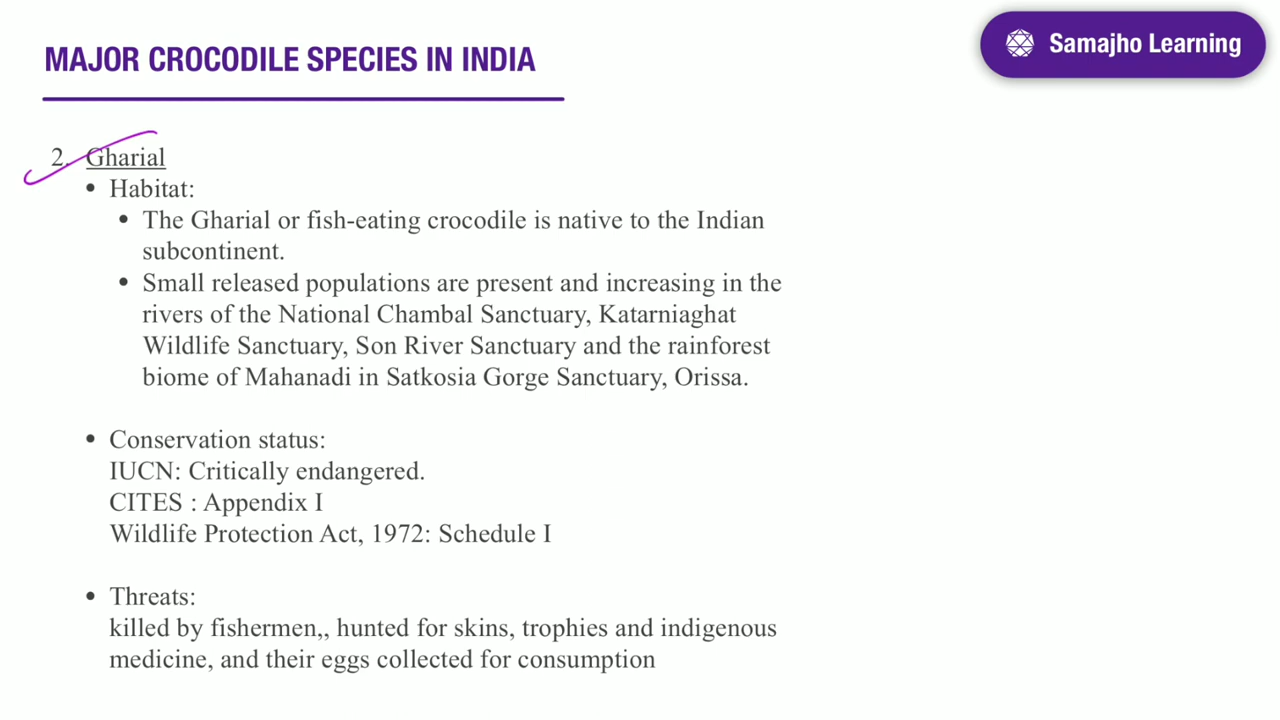 MAJOR CROCODILE SPECIES IN INDIA
Samajho Learning
2. Gharial
• Habitat:
• The Gharial or fish-eating crocodile is native to the Indian
subcontinent.
• Small released populations are present and increasing in the
rivers of the National Chambal Sanctuary, Katarniaghat
Wildlife Sanctuary, Son River Sanctuary and the rainforest
biome of Mahanadi in Satkosia Gorge Sanctuary, Orissa.
• Conservation status:
IUCN: Critically endangered.
CITES : Appendix I
Wildlife Protection Act, 1972: Schedule I
• Threats:
killed by fishermen,, hunted for skins, trophies and indigenous
medicine, and their eggs collected for consumption